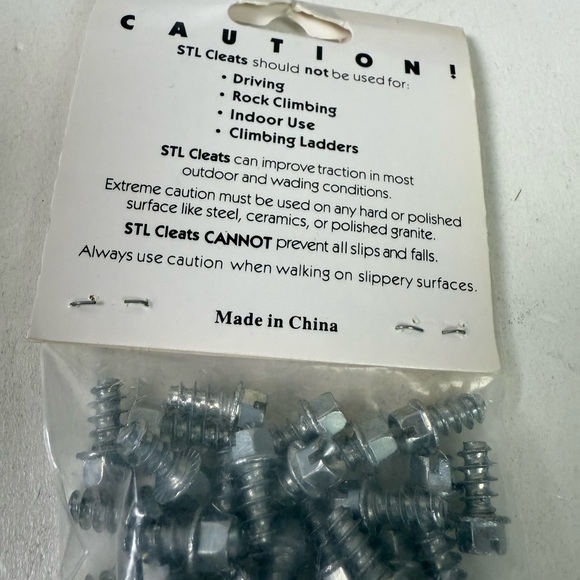 CAUTION!
STL Cleats should not be used for:
• Driving
• Rock Climbing
• Indoor Use
• Climbing Ladders
STL Cleats can improve traction in most
outdoor and wading conditions.
Extreme caution must be used on any hard or polished
surface like steel, ceramics, or polished granite.
STL Cleats CANNOT prevent all slips and falls.
Always use caution when walking on slippery surfaces.
Made in China